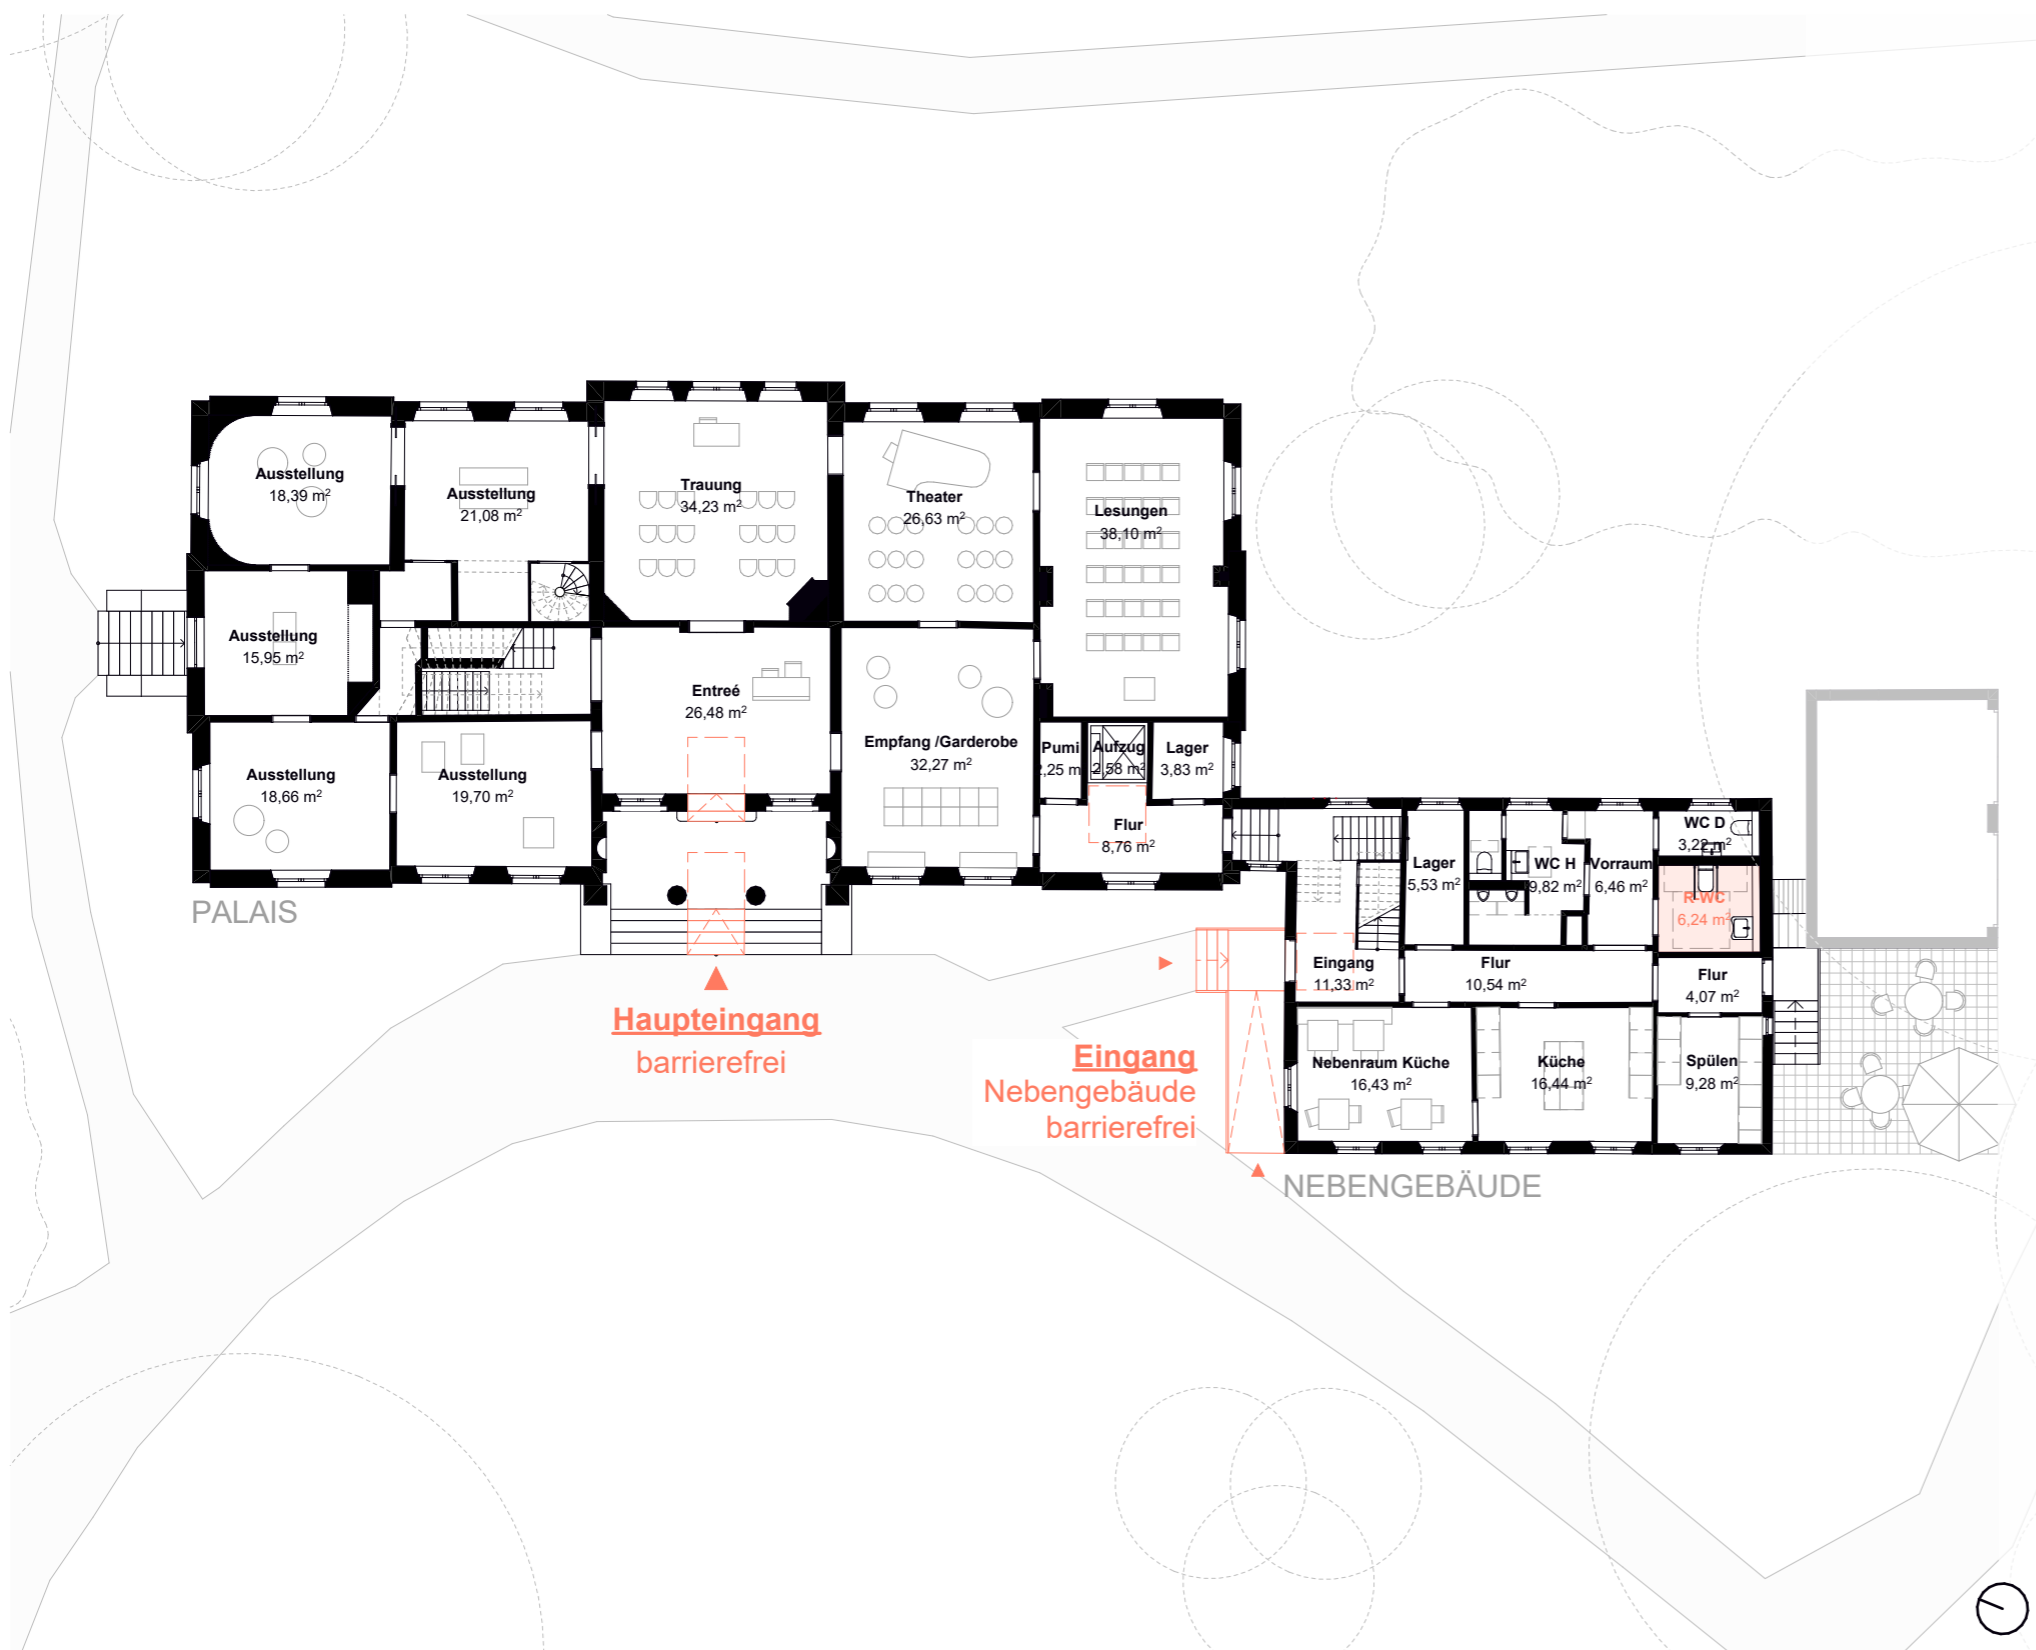 Ausstellung
18,39 m²
Ausstellung
21,08 m²
Trauung
34,23 m²
Theater
26,63 m²
Lesungen
38,10 m²
Ausstellung
15,95 m²
Entreé
26,48 m²
Empfang /Garderobe
32,27 m²
Pumi
2,25 m
Aufzug
2,58 m²
Lager
3,83 m²
Ausstellung
18,66 m²
Ausstellung
19,70 m²
Flur
8,76 m²
PALAIS
Haupteingang
barrierefrei
Lager
5,53 m²
WC H
9,82 m²
Vorraum
6,46 m²
WC D
3,22 m²
R-WC
6,24 m²
Eingang
11,33 m²
Flur
10,54 m²
Flur
4,07 m²
Eingang
Nebengebäude
barrierefrei
Nebenraum Küche
16,43 m²
Küche
16,44 m²
Spülen
9,28 m²
NEBENGEBÄUDE